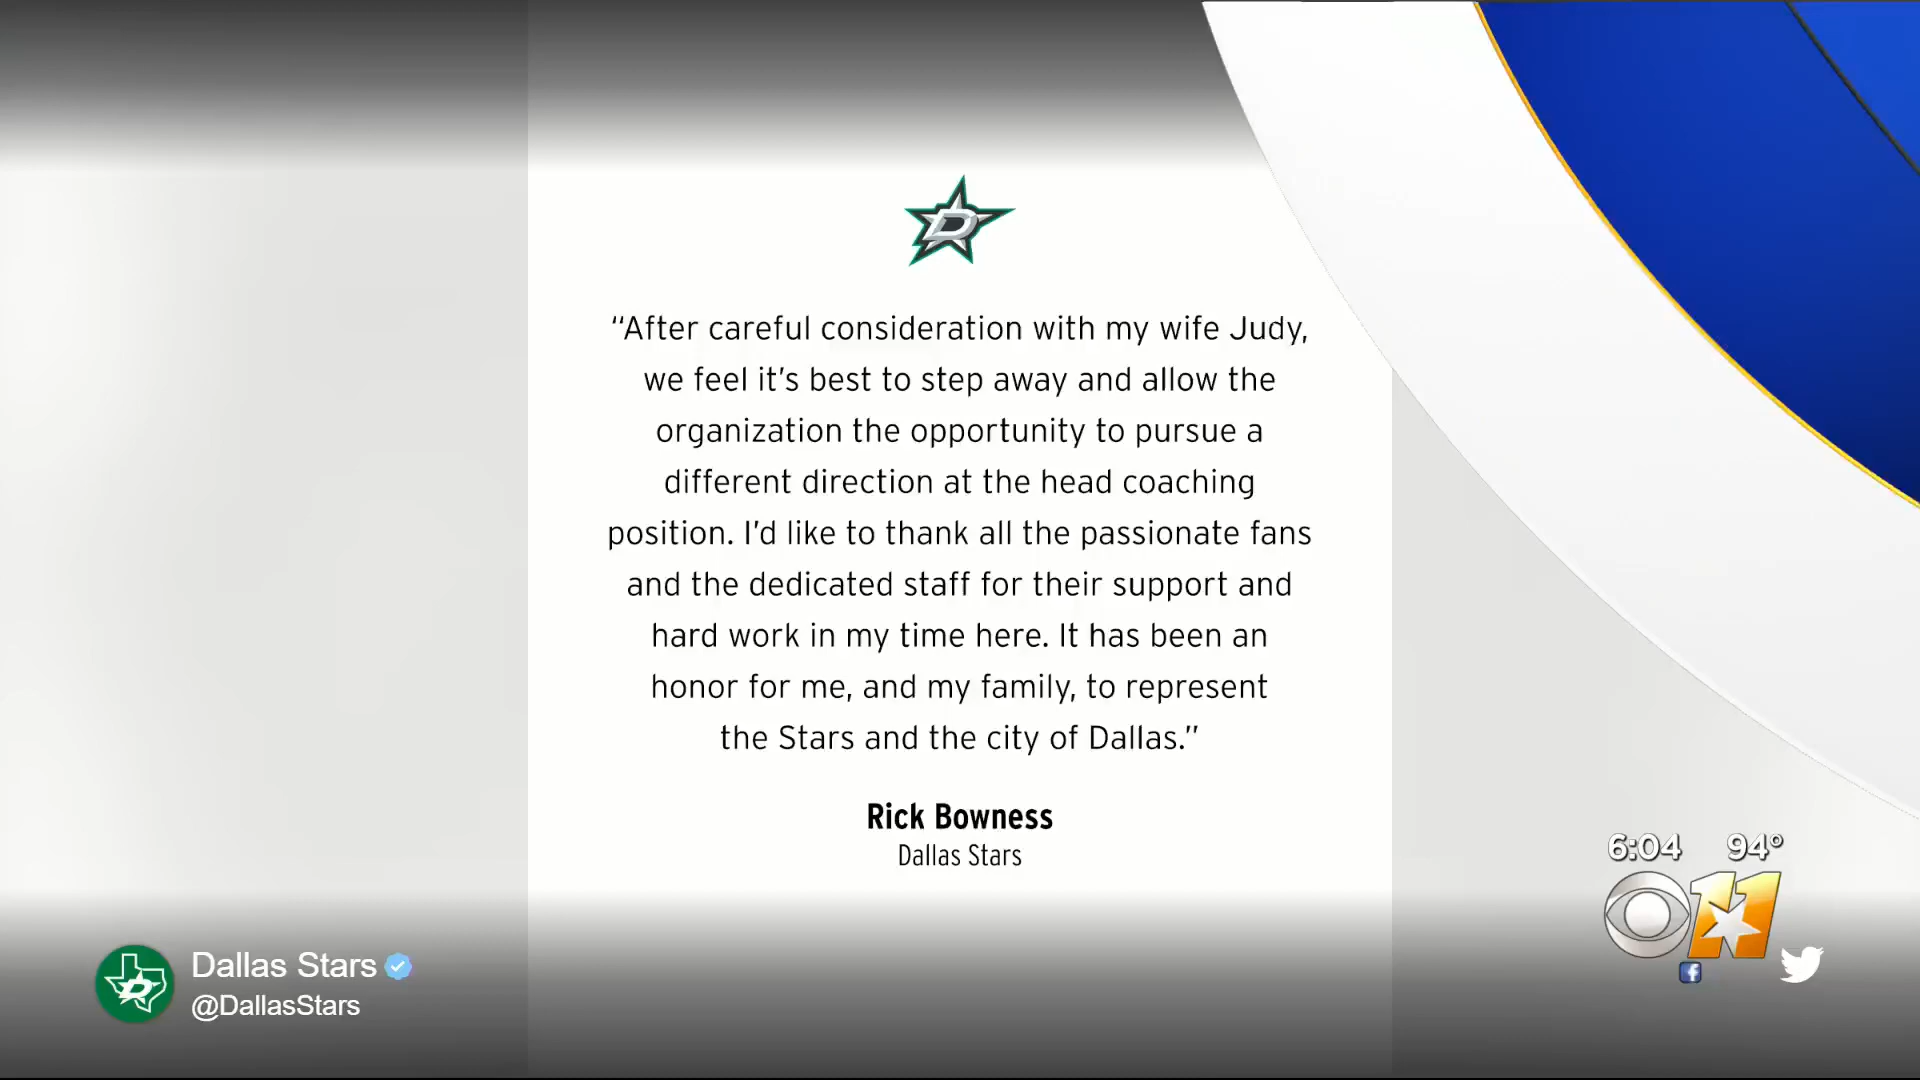 D
“After careful consideration with my wife Judy,
we feel it’s best to step away and allow the
organization the opportunity to pursue a
different direction at the head coaching
position. I’d like to thank all the passionate fans
and the dedicated staff for their support and
hard work in my time here. It has been an
honor for me, and my family, to represent
the Stars and the city of Dallas.”
Rick Bowness
Dallas Stars
6:04 94°
11
f
D
Dallas Stars
@DallasStars